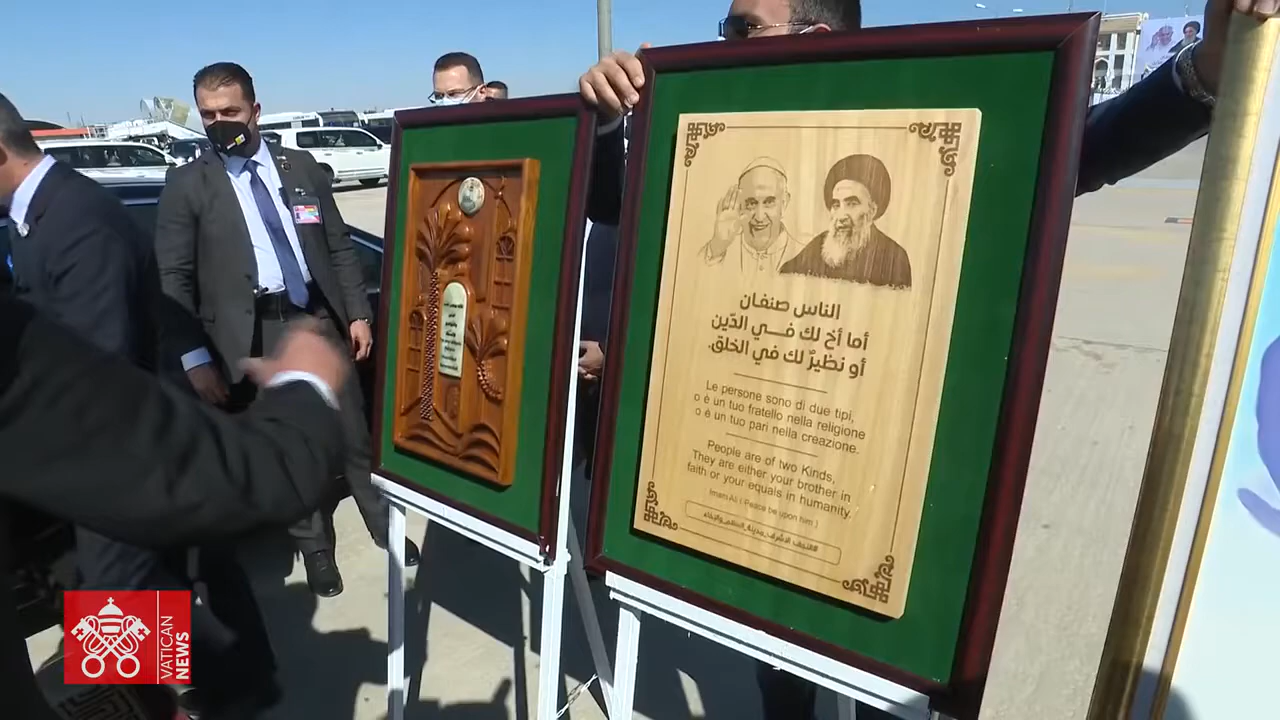 الناس صنفان
أما أخ لك في الدّين
أو نظيرٌ لك في الخلق.
Le persone sono di due tipi,
o è un tuo fratello nella religione
o è un tuo pari nella creazione.
People are of two Kinds,
They are either your brother in
faith or your equals in humanity.
Imam Ali ( Peace be upon him )
#النجف_الاشرف_مدينة_السلام_والإخاء
VATICAN
NEWS